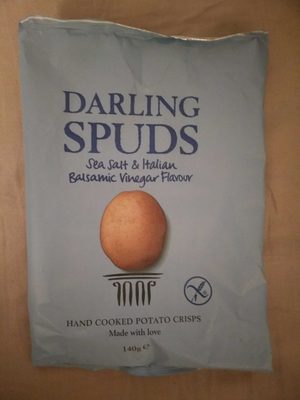 DARLING
SPUDS
Sea Salt & Italian
Balsamic Vinegar Flavour
HAND COOKED POTATO CRISPS
Made with love
140g ℮